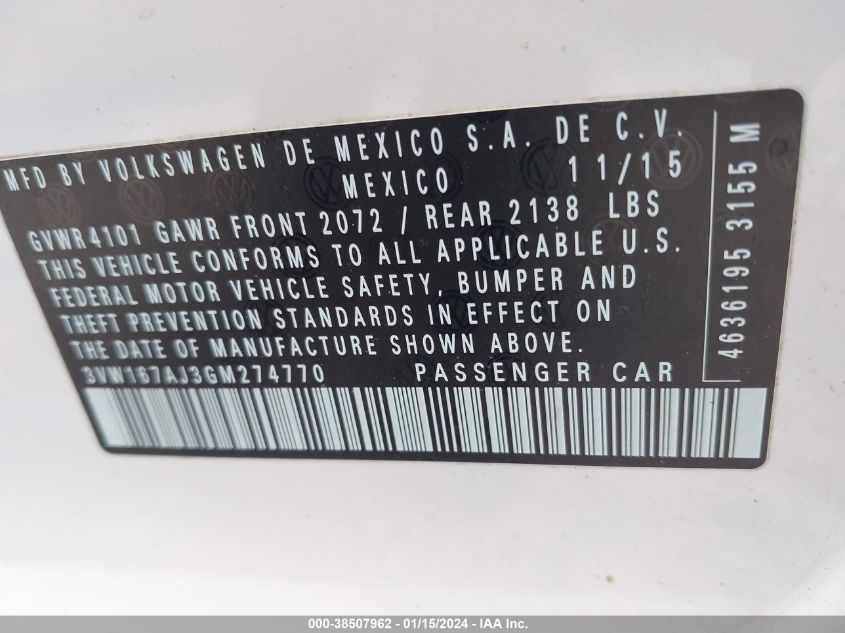 MFD BY VOLKSWAGEN DE MEXICO S.A. DE C.V.
MEXICO 11/15
GVWR4101 GAWR FRONT 2072 / REAR 2138 LBS
THIS VEHICLE CONFORMS TO ALL APPLICABLE U.S.
FEDERAL MOTOR VEHICLE SAFETY, BUMPER AND
THEFT PREVENTION STANDARDS IN EFFECT ON
THE DATE OF MANUFACTURE SHOWN ABOVE.
3VW167AJ3GM274770 PASSENGER CAR
4636195 3155 M
000-38507962 - 01/15/2024 - IAA Inc.